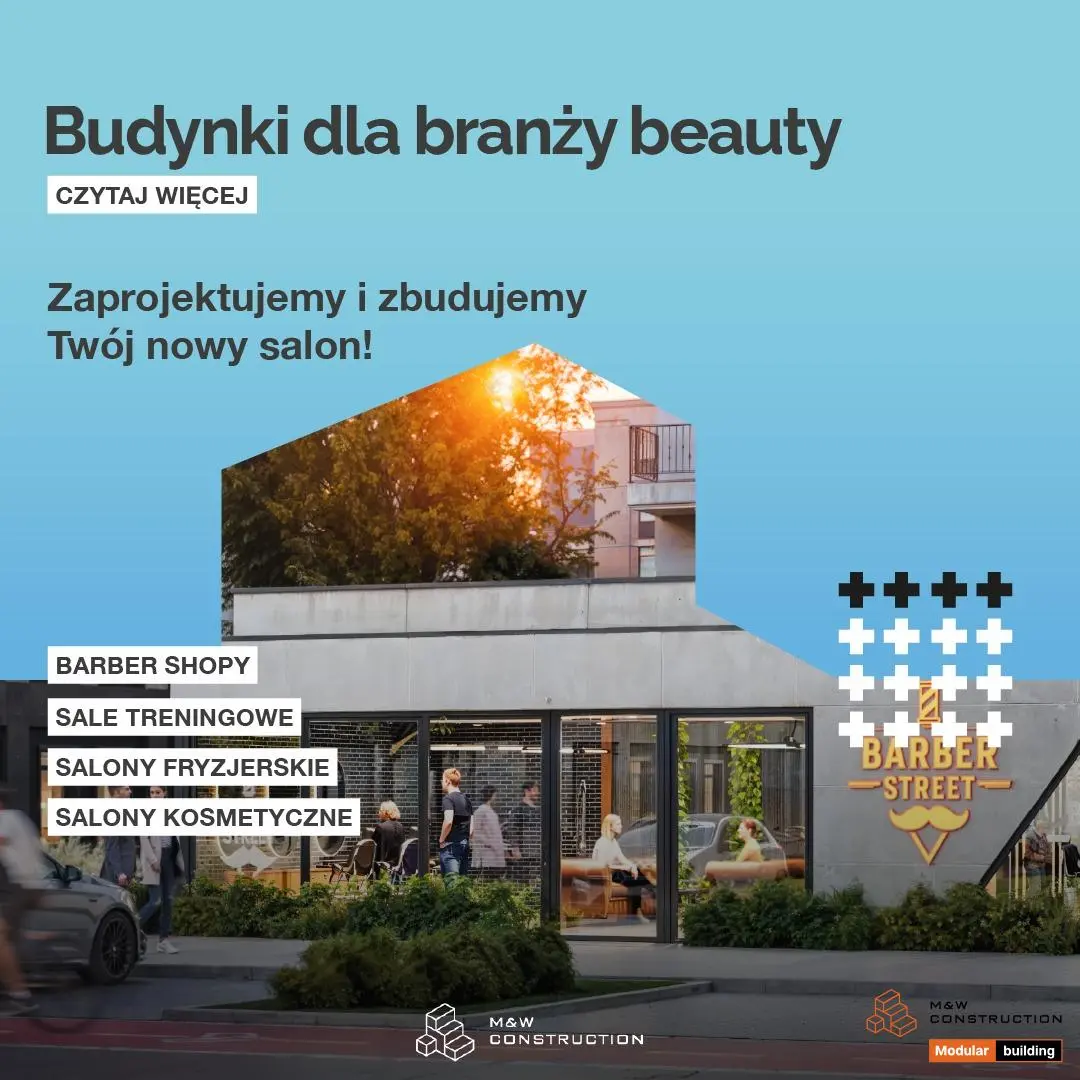 Budynki dla branży beauty
CZYTAJ WIĘCEJ
Zaprojektujemy i zbudujemy
Twój nowy salon!
BARBER SHOPY
SALE TRENINGOWE
SALONY FRYZJERSKIE
SALONY KOSMETYCZNE
BARBER
STREET
M&W
CONSTRUCTION
M&W
CONSTRUCTION
Modular building